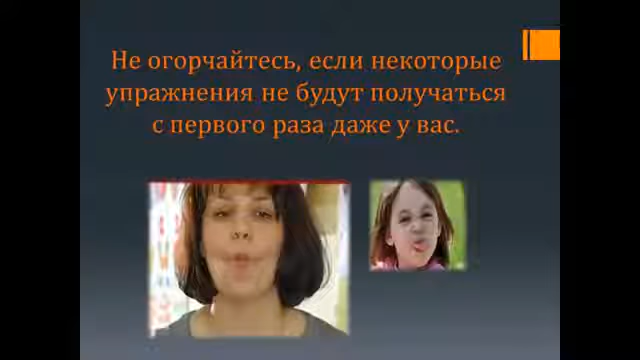 Не огорчайтесь, если некоторые
упражнения не будут получаться
с первого раза даже у вас.